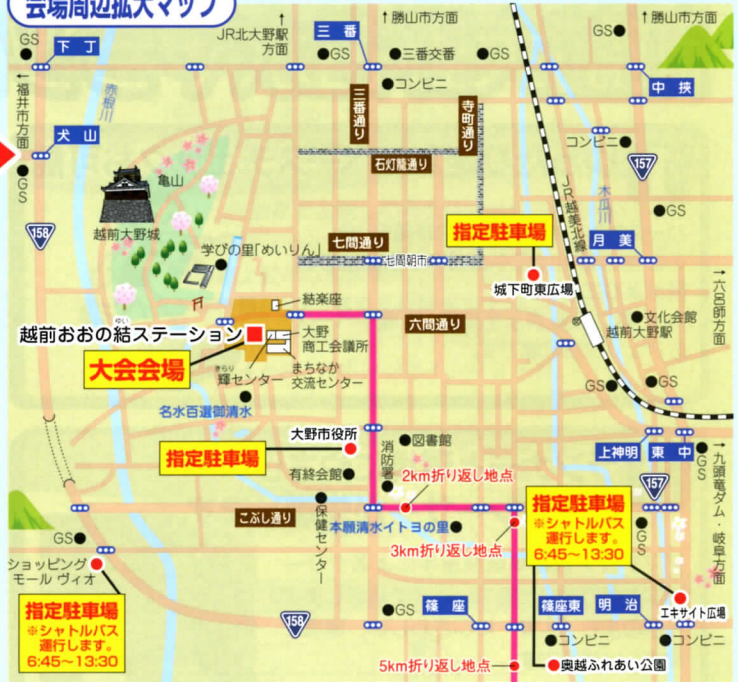 会場周辺拡大マップ
GS
下丁
↑JR北大野駅方面
三番
GS
↑勝山市方面
三番交番
GS
コンビニ
GS
↑勝山市方面
中挾
←福井市方面
赤根川
犬山
GS
158
亀山
越前大野城
学びの里「めいりん」
三番通り
寺町通り
石灯籠通り
七間通り
七間朝市
コンビニ
157
木瓜川
GS
JR越美北線
月美
指定駐車場
城下町東広場
→六呂師方面
文化会館
越前大野駅
GS
GS
結楽座
ゆい
越前おおの結ステーション
大野
商工会議所
六間通り
大会会場
きらり
輝センター
まちなか
交流センター
名水百選御清水
大野市役所
指定駐車場
有終会館
消防署
図書館
2km折り返し地点
上神明
東中
GS
→九頭竜ダム・岐阜方面
157
こぶし通り
保健センター
本願清水イトヨの里
3km折り返し地点
指定駐車場
※シャトルバス
運行します。
6:45〜13:30
GS
GS
ショッピング
モール ヴィオ
指定駐車場
※シャトルバス
運行します。
6:45〜13:30
158
GS
篠座
篠座東
明治
エキサイト広場
コンビニ
コンビニ
5km折り返し地点
奥越ふれあい公園